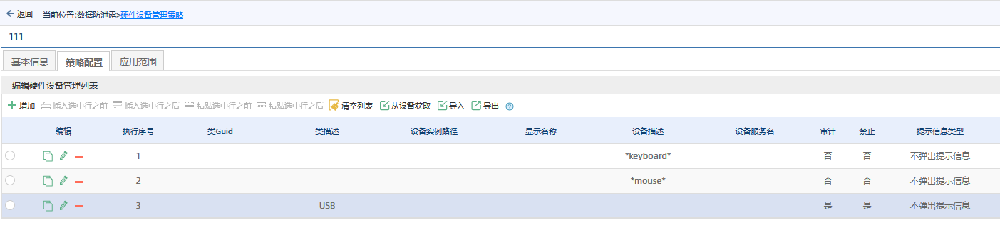 返回 当前位置:数据防泄露>硬件设备管理策略
111
基本信息 策略配置 应用范围
编辑硬件设备管理列表
增加 插入选中行之前 插入选中行之后 粘贴选中行之前 粘贴选中行之后 清空列表 从设备获取 导入 导出 ?
编辑 执行序号 类Guid 类描述 设备实例路径 显示名称 设备描述 设备服务名 审计 禁止 提示信息类型
1 *keyboard* 否 否 不弹出提示信息
2 *mouse* 否 否 不弹出提示信息
3 USB 是 是 不弹出提示信息